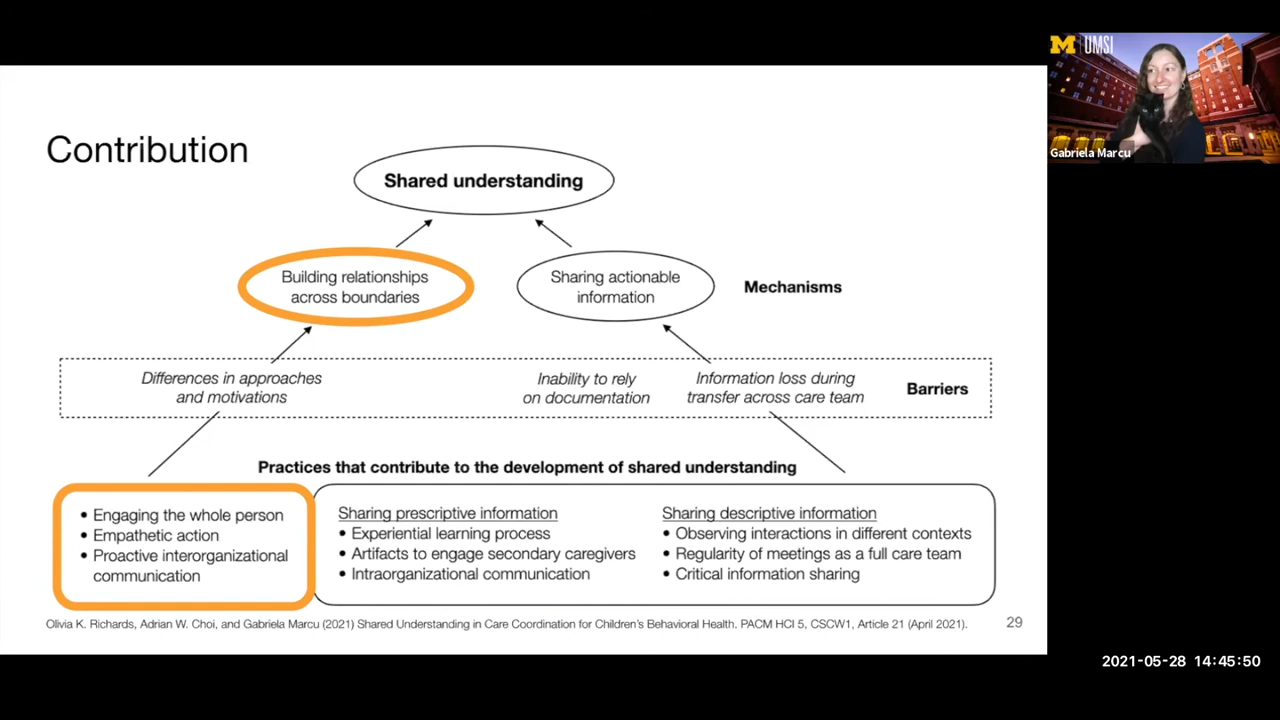 M | UMSI
Gabriela Marcu
Contribution
Shared understanding
Building relationships
across boundaries
Sharing actionable
information
Mechanisms
Differences in approaches
and motivations
Inability to rely
on documentation
Information loss during
transfer across care team
Barriers
Practices that contribute to the development of shared understanding
• Engaging the whole person
• Empathetic action
• Proactive interorganizational
communication
Sharing prescriptive information
• Experiential learning process
• Artifacts to engage secondary caregivers
• Intraorganizational communication
Sharing descriptive information
• Observing interactions in different contexts
• Regularity of meetings as a full care team
• Critical information sharing
Olivia K. Richards, Adrian W. Choi, and Gabriela Marcu (2021) Shared Understanding in Care Coordination for Children's Behavioral Health. PACM HCI 5, CSCW1, Article 21 (April 2021).
29
2021-05-28 14:45:50